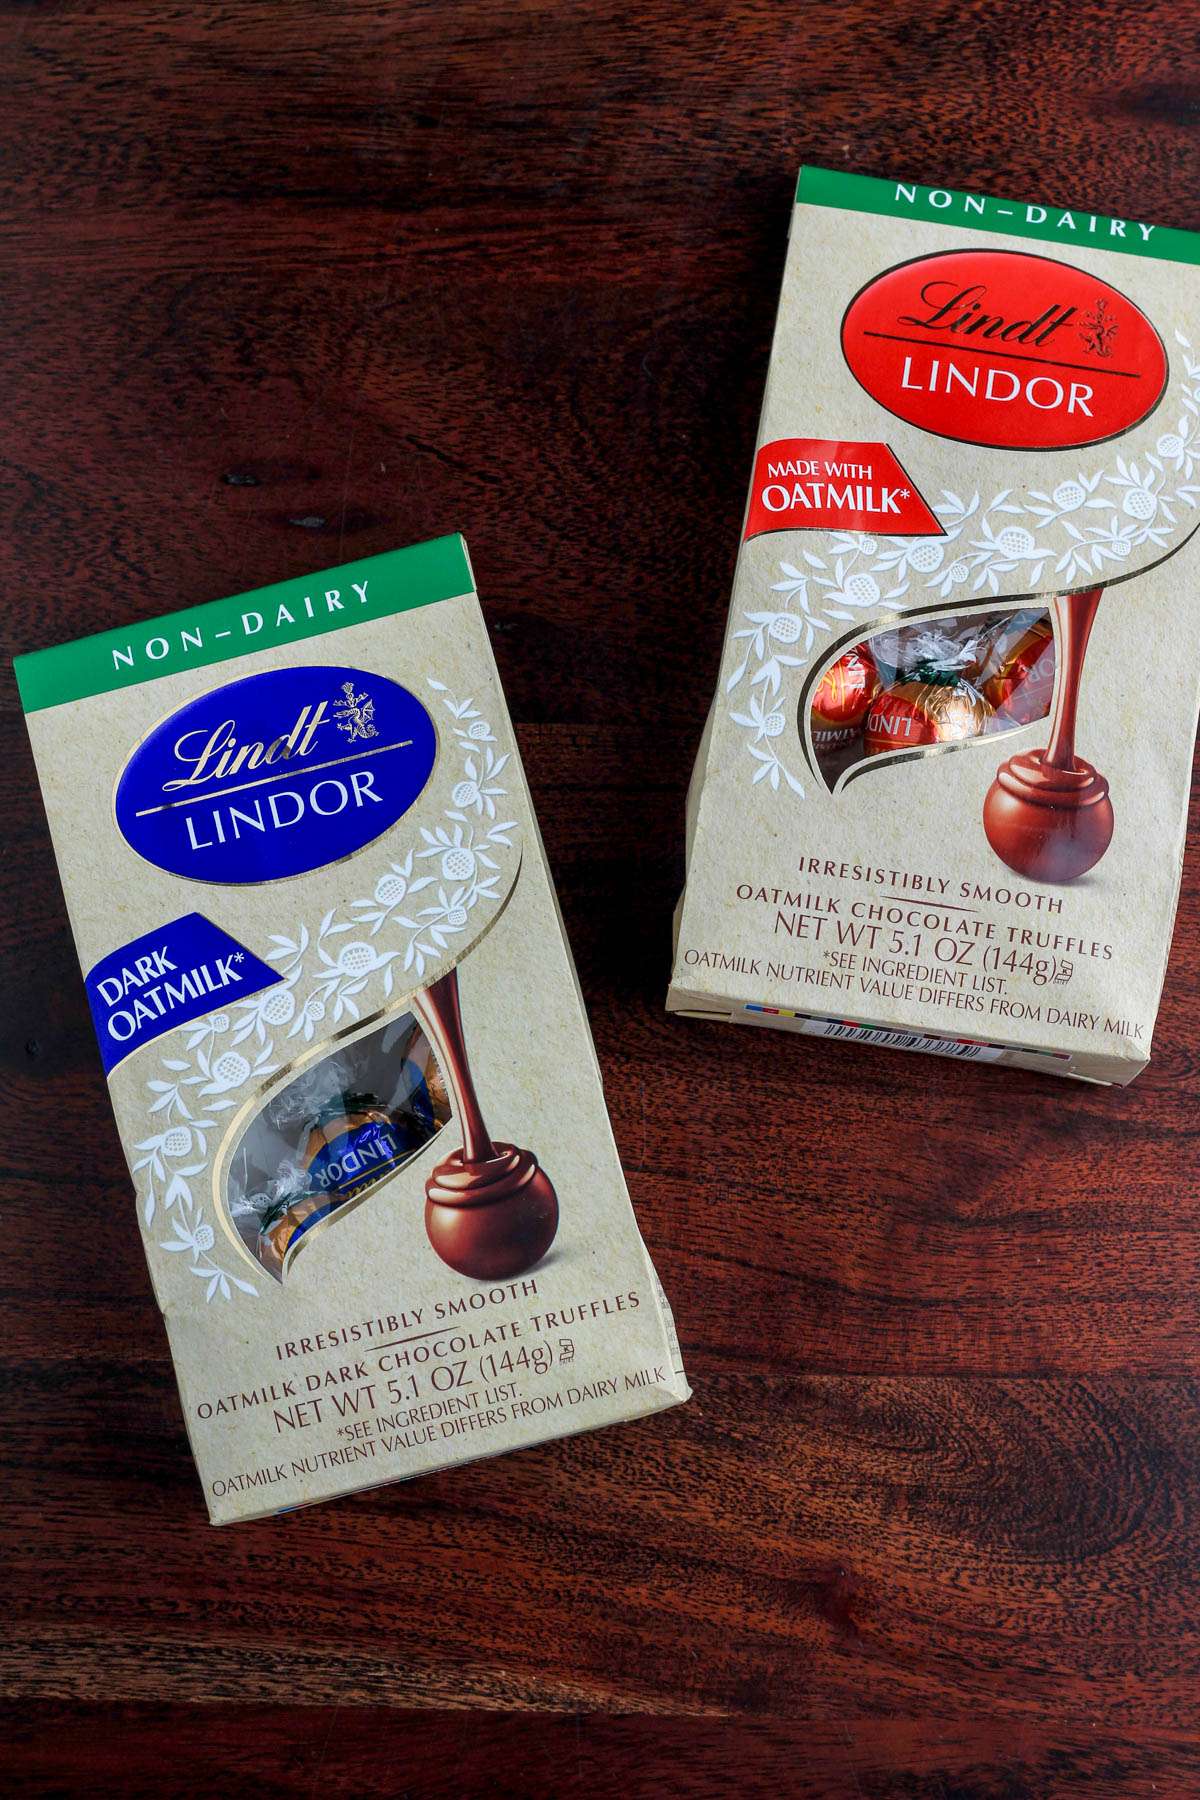 NON-DAIRY
Lindt
LINDOR
DARK
OATMILK*
LINDOR
IRRESISTIBLY SMOOTH
OATMILK DARK CHOCOLATE TRUFFLES
NET WT 5.1 OZ (144g)
*SEE INGREDIENT LIST.
OATMILK NUTRIENT VALUE DIFFERS FROM DAIRY MILK
NON-DAIRY
Lindt
LINDOR
MADE WITH
OATMILK*
IRRESISTIBLY SMOOTH
OATMILK CHOCOLATE TRUFFLES
NET WT 5.1 OZ (144g)
*SEE INGREDIENT LIST.
OATMILK NUTRIENT VALUE DIFFERS FROM DAIRY MILK